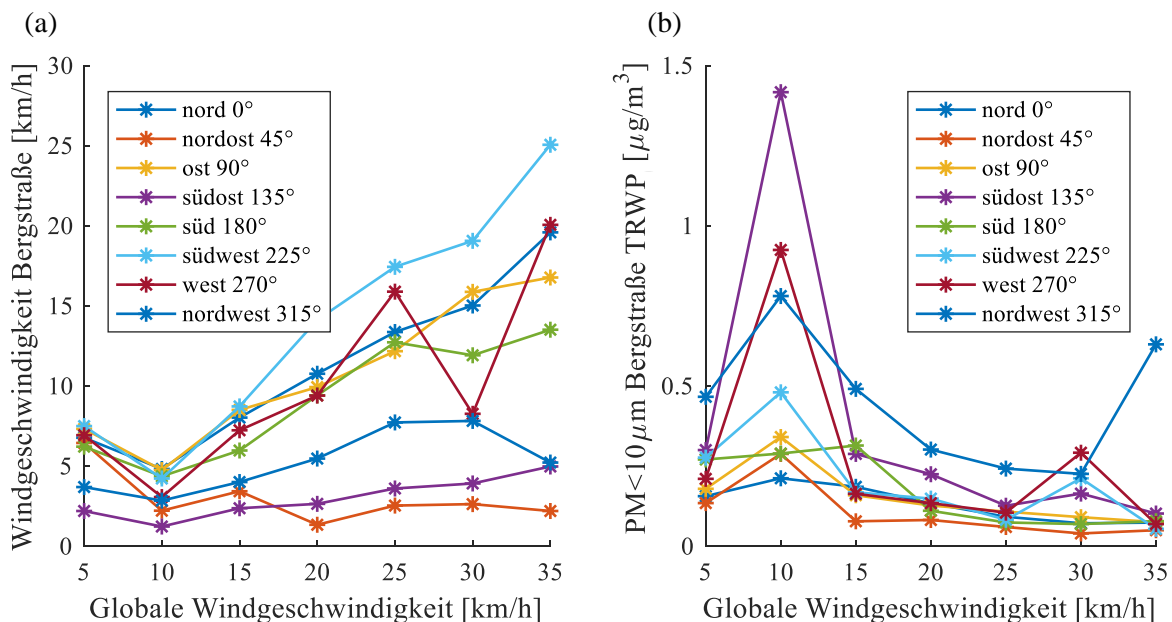 (a)
Windgeschwindigkeit Bergstraße [km/h]
30
25
20
15
10
5
0
nord 0°
nordost 45°
ost 90°
südost 135°
süd 180°
südwest 225°
west 270°
nordwest 315°
5 10 15 20 25 30 35
Globale Windgeschwindigkeit [km/h]
(b)
PM<10μm Bergstraße TRWP [μg/m³]
1.5
1
0.5
0
nord 0°
nordost 45°
ost 90°
südost 135°
süd 180°
südwest 225°
west 270°
nordwest 315°
5 10 15 20 25 30 35
Globale Windgeschwindigkeit [km/h]